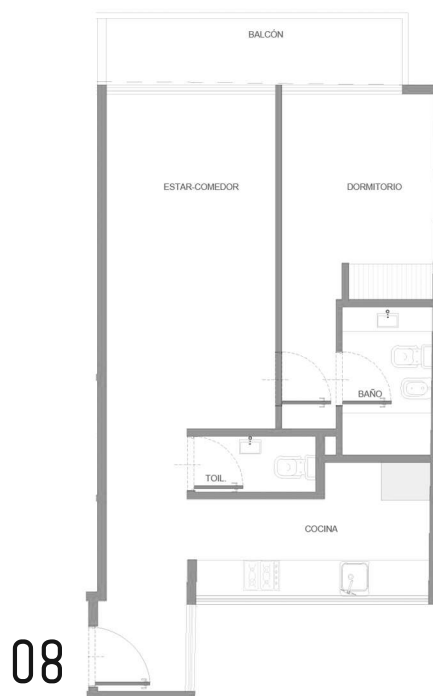 BALCÓN
ESTAR-COMEDOR
DORMITORIO
BAÑO
TOIL.
COCINA
08